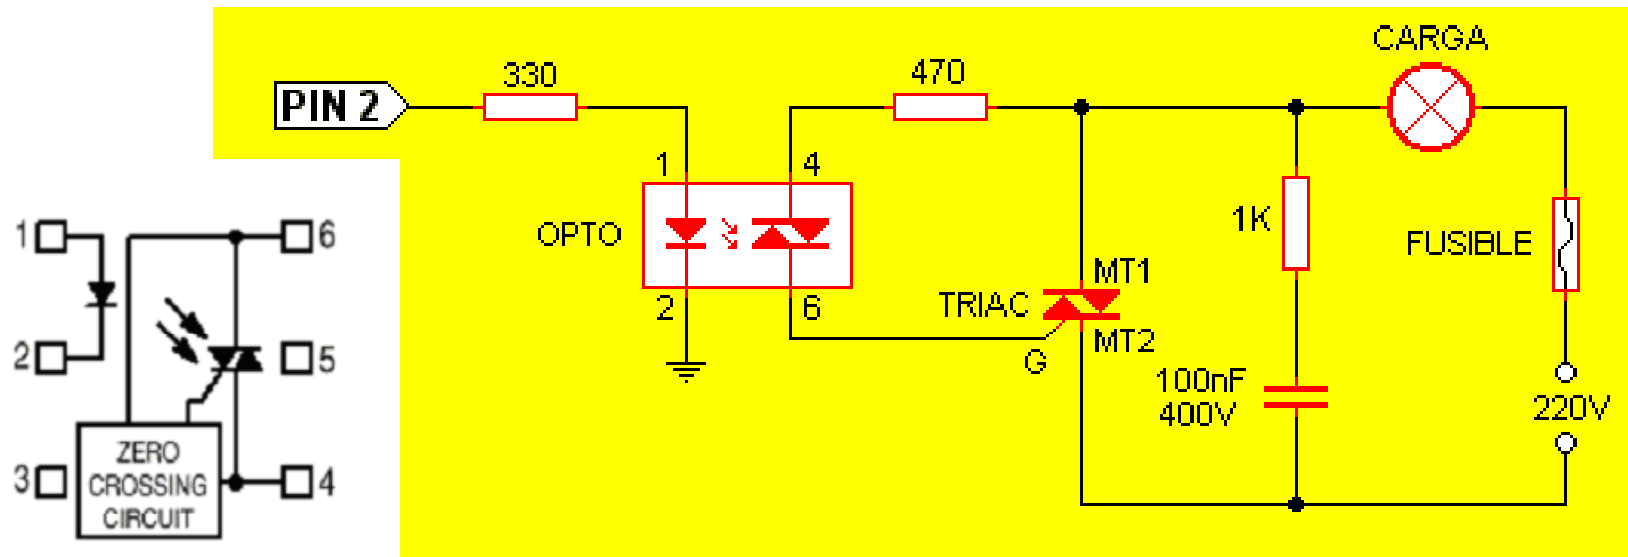 CARGA
330
470
PIN 2
1
4
1
6
OPTO
1K
FUSIBLE
MT1
2
6
TRIAC
MT2
2
5
G
100nF
400V
220V
ZERO
CROSSING
CIRCUIT
3
4